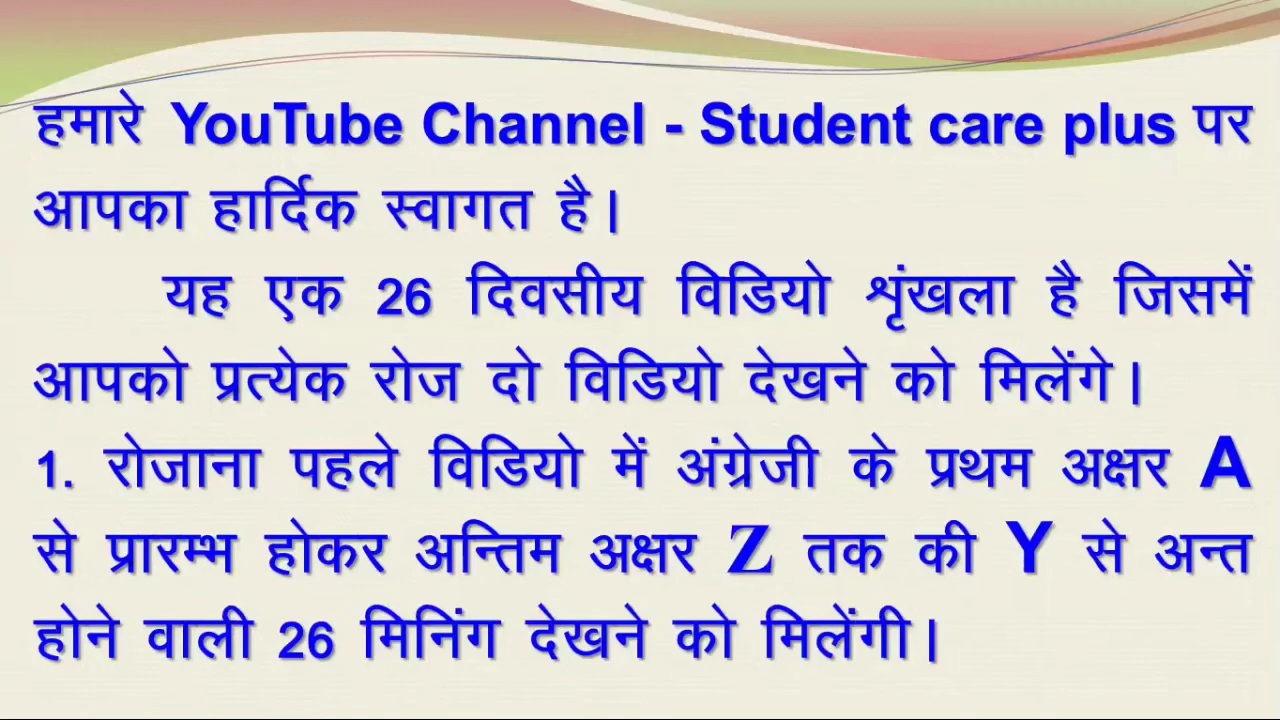 हमारे YouTube Channel - Student care plus पर
आपका हार्दिक स्वागत है।
यह एक 26 दिवसीय विडियो शृंखला है जिसमें
आपको प्रत्येक रोज दो विडियो देखने को मिलेंगे।
1. रोजाना पहले विडियो में अंग्रेजी के प्रथम अक्षर A
से प्रारम्भ होकर अन्तिम अक्षर Z तक की Y से अन्त
होने वाली 26 मिनिंग देखने को मिलेंगी।